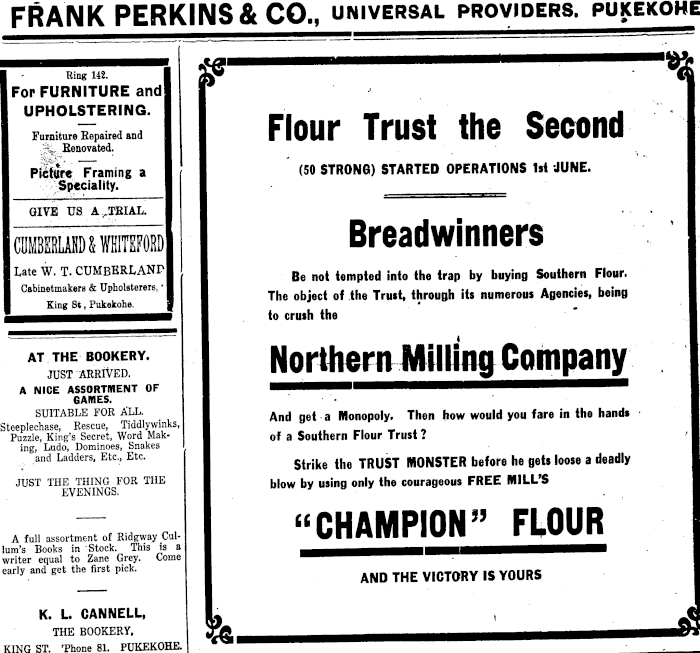 FRANK PERKINS & CO., UNIVERSAL PROVIDERS. PUKEKOHE
Ring 142.
For FURNITURE and
UPHOLSTERING.
Furniture Repaired and
Renovated.
Picture Framing a
Speciality.
GIVE US A TRIAL.
CUMBERLAND & WHITEFORD
Late W. T. CUMBERLAND
Cabinetmakers & Upholsterers,
King St, Pukekohe.
AT THE BOOKERY.
JUST ARRIVED.
A NICE ASSORTMENT OF
GAMES.
SUITABLE FOR ALL.
Steeplechase, Rescue, Tiddlywinks,
Puzzle, King's Secret, Word Mak-
ing, Ludo, Dominoes, Snakes
and Ladders, Etc., Etc.
JUST THE THING FOR THE
EVENINGS.
A full assortment of Ridgway Cul-
lum's Books in Stock. This is a
writer equal to Zane Grey. Come
early and get the first pick.
K. L. CANNELL,
THE BOOKERY,
KING ST. 'Phone 81. PUKEKOHE.
Flour Trust the Second
(50 STRONG) STARTED OPERATIONS 1st JUNE.
Breadwinners
Be not tempted into the trap by buying Southern Flour.
The object of the Trust, through its numerous Agencies, being
to crush the
Northern Milling Company
And get a Monopoly. Then how would you fare in the hands
of a Southern Flour Trust?
Strike the TRUST MONSTER before he gets loose a deadly
blow by using only the courageous FREE MILL'S
"CHAMPION" FLOUR
AND THE VICTORY IS YOURS